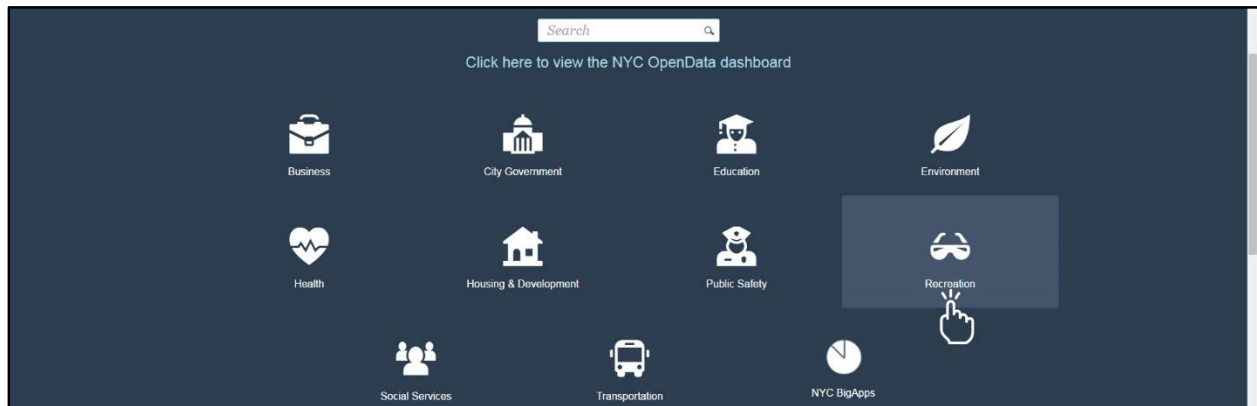 Search
Click here to view the NYC OpenData dashboard
Business
City Government
Education
Environment
Health
Housing & Development
Public Safety
Recreation
Social Services
Transportation
NYC BigApps